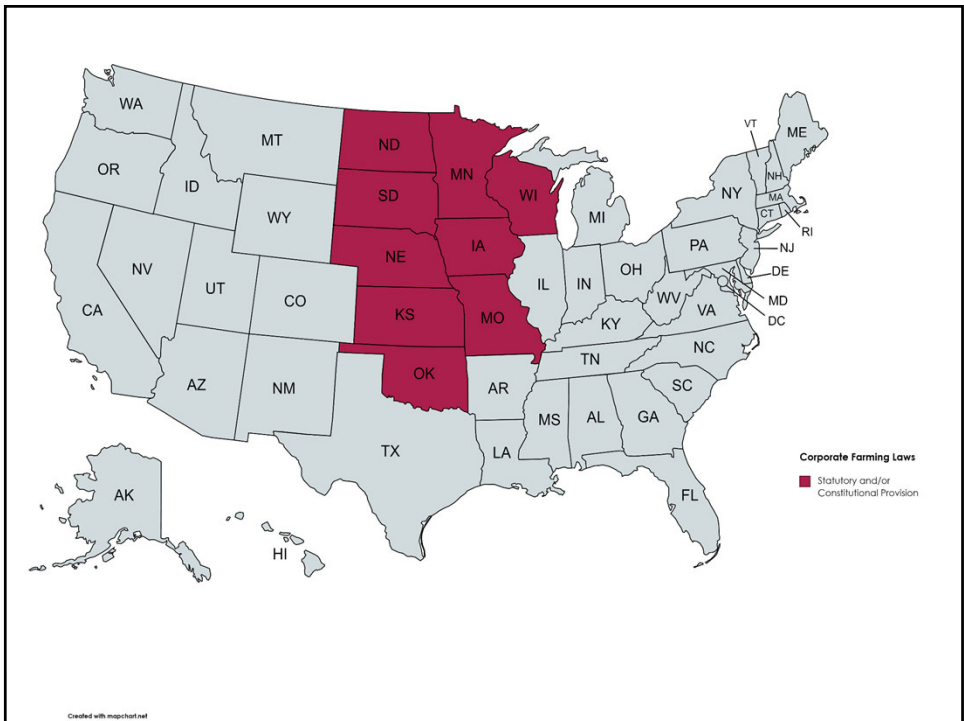 WA
MT
ND
MN
VT
ME
OR
ID
SD
WI
NH
NY
MA
WY
MI
CT
RI
IA
PA
NJ
NE
NV
OH
UT
IL
IN
DE
CO
WV
MD
CA
KS
MO
VA
DC
KY
NC
TN
OK
AZ
NM
AR
SC
MS
AL
GA
TX
LA
Corporate Farming Laws
Statutory and/or
Constitutional Provision
AK
FL
HI
Created with mapchart.net